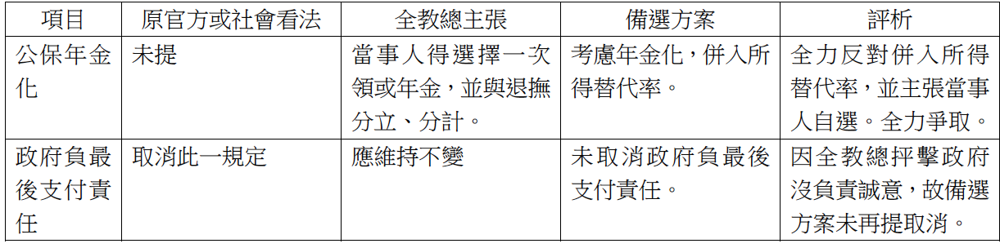 項目 原官方或社會看法 全教總主張 備選方案 評析
公保年金 未提 當事人得選擇一次 考慮年金化，併入所 全力反對併入所得
化 領或年金，並與退撫 得替代率。 替代率，並主張當事
分立、分計。 人自選。全力爭取。
政府負最 取消此一規定 應維持不變 未取消政府負最後 因全教總抨擊政府
後支付責 支付責任。 沒負責誠意，故備選
任 方案未再提取消。